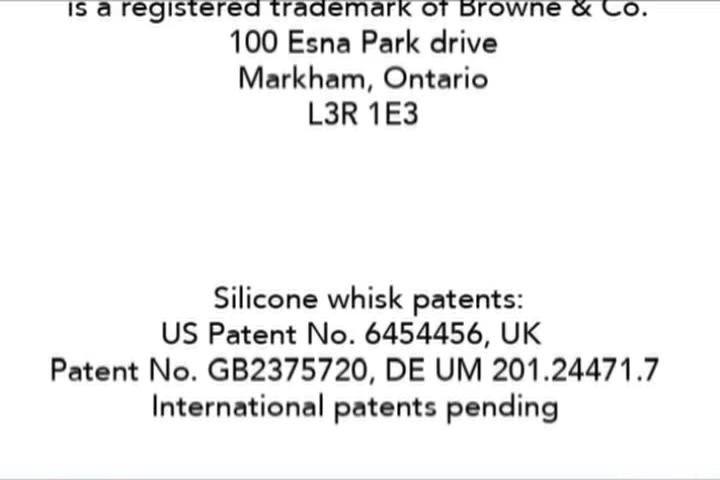 is a registered trademark of Browne & Co.
100 Esna Park drive
Markham, Ontario
L3R 1E3
Silicone whisk patents:
US Patent No. 6454456, UK
Patent No. GB2375720, DE UM 201.24471.7
International patents pending